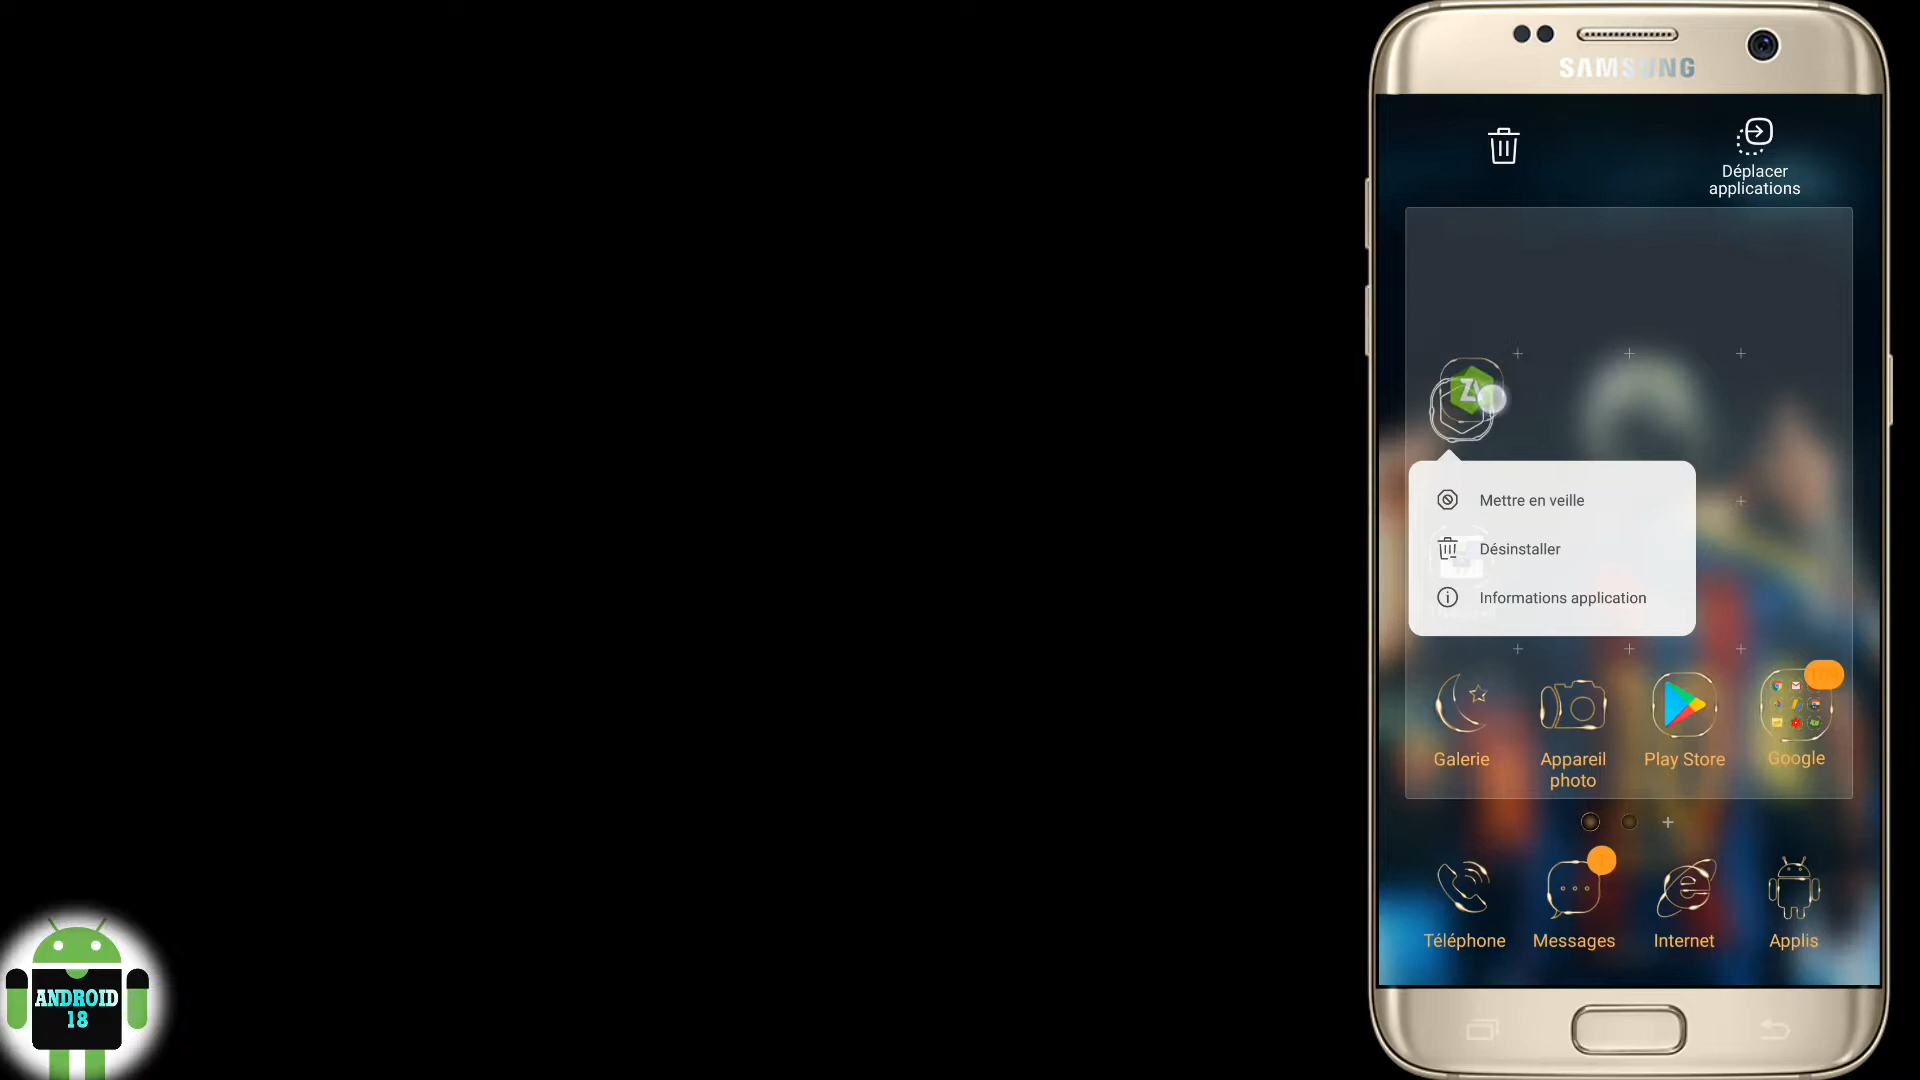 SAMSUNG
Déplacer
applications
Mettre en veille
Désinstaller
Informations application
Galerie
Appareil
photo
Play Store
Google
Téléphone
Messages
Internet
Applis
ANDROID
18